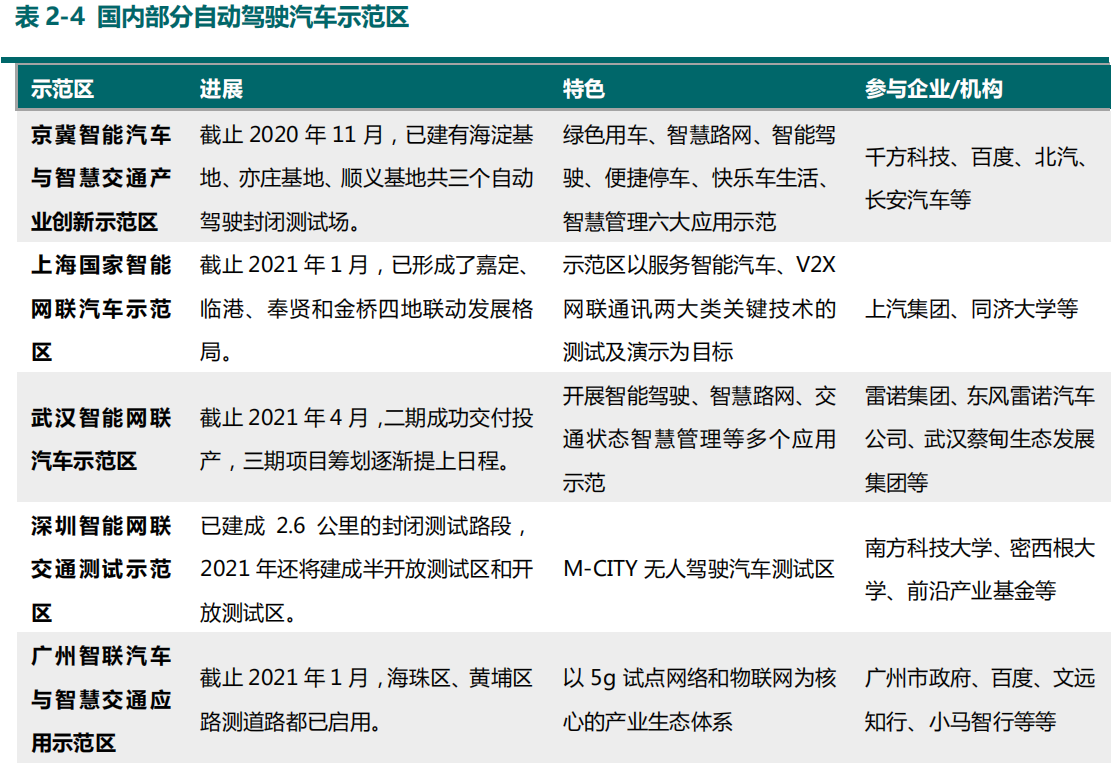 表 2-4 国内部分自动驾驶汽车示范区
示范区 进展 特色 参与企业/机构
京冀智能汽车
与智慧交通产
业创新示范区
截止 2020 年 11 月，已建有海淀基
地、亦庄基地、顺义基地共三个自动
驾驶封闭测试场。
绿色用车、智慧路网、智能驾
驶、便捷停车、快乐车生活、
智慧管理六大应用示范
千方科技、百度、北汽、
长安汽车等
上海国家智能
网联汽车示范
区
截止 2021 年 1 月，已形成了嘉定、
临港、奉贤和金桥四地联动发展格
局。
示范区以服务智能汽车、V2X
网联通讯两大类关键技术的
测试及演示为目标
上汽集团、同济大学等
武汉智能网联
汽车示范区
截止 2021 年 4 月,二期成功交付投
产，三期项目筹划逐渐提上日程。
开展智能驾驶、智慧路网、交
通状态智慧管理等多个应用
示范
雷诺集团、东风雷诺汽车
公司、武汉蔡甸生态发展
集团等
深圳智能网联
交通测试示范
区
已建成 2.6 公里的封闭测试路段，
2021 年还将建成半开放测试区和开
放测试区。
M-CITY 无人驾驶汽车测试区
南方科技大学、密西根大
学、前沿产业基金等
广州智联汽车
与智慧交通应
用示范区
截止 2021 年 1 月,海珠区、黄埔区
路测道路都已启用。
以 5g 试点网络和物联网为核
心的产业生态体系
广州市政府、百度、文远
知行、小马智行等等